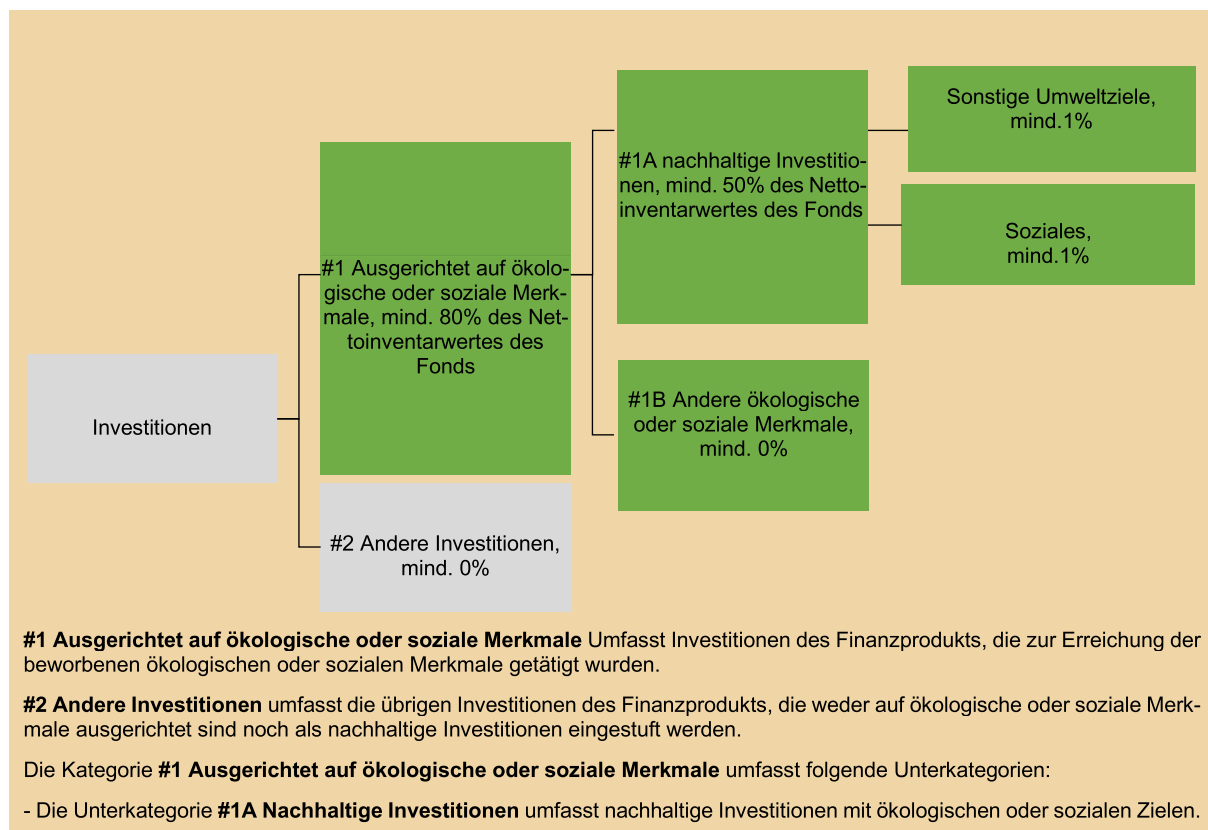 Sonstige Umweltziele,
mind.1%
#1A nachhaltige Investitio-
nen, mind. 50% des Netto-
inventarwertes des Fonds
Soziales,
mind.1%
#1 Ausgerichtet auf ökolo-
gische oder soziale Merk-
male, mind. 80% des Net-
toinventarwertes des
Fonds
#1B Andere ökologische
oder soziale Merkmale,
mind. 0%
Investitionen
#2 Andere Investitionen,
mind. 0%
#1 Ausgerichtet auf ökologische oder soziale Merkmale Umfasst Investitionen des Finanzprodukts, die zur Erreichung der
beworbenen ökologischen oder sozialen Merkmale getätigt wurden.
#2 Andere Investitionen umfasst die übrigen Investitionen des Finanzprodukts, die weder auf ökologische oder soziale Merk-
male ausgerichtet sind noch als nachhaltige Investitionen eingestuft werden.
Die Kategorie #1 Ausgerichtet auf ökologische oder soziale Merkmale umfasst folgende Unterkategorien:
- Die Unterkategorie #1A Nachhaltige Investitionen umfasst nachhaltige Investitionen mit ökologischen oder sozialen Zielen.